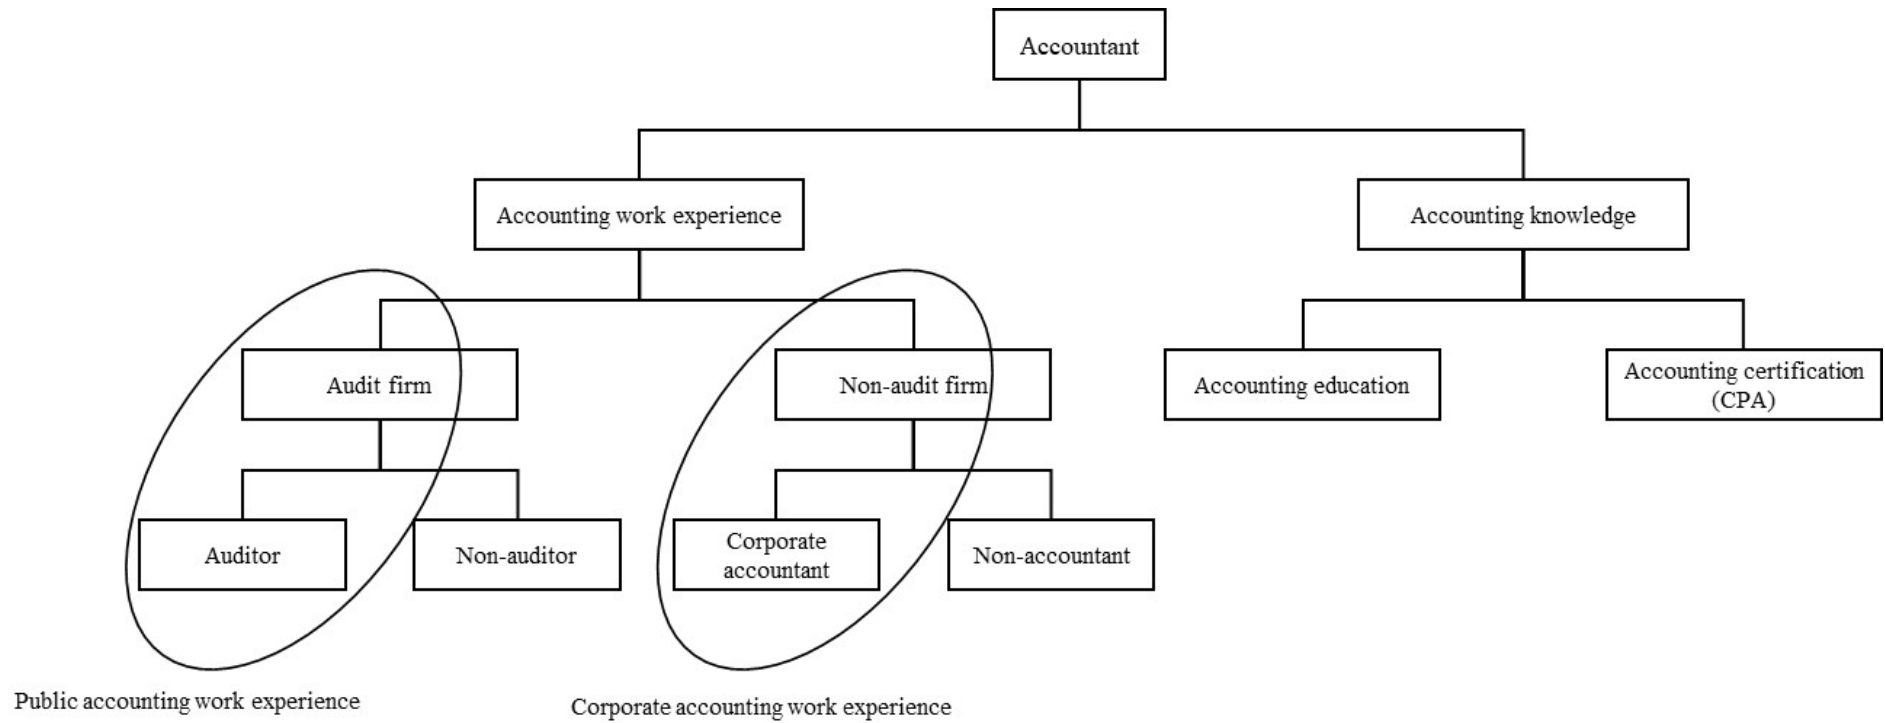 Accountant
Accounting work experience
Accounting knowledge
Audit firm
Non-audit firm
Accounting education
Accounting certification
(CPA)
Auditor
Non-auditor
Corporate
accountant
Non-accountant
Public accounting work experience
Corporate accounting work experience